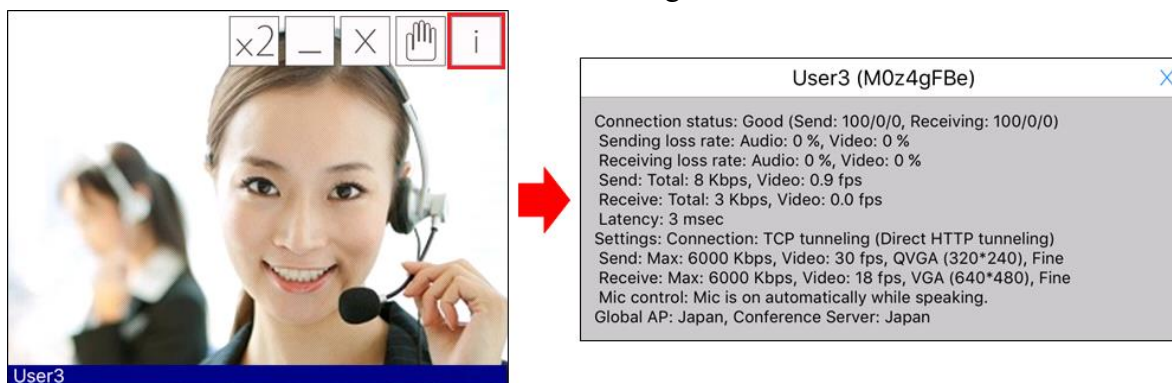 x2 _ X i
User3
User3 (M0z4gFBe) X
Connection status: Good (Send: 100/0/0, Receiving: 100/0/0)
Sending loss rate: Audio: 0 %, Video: 0 %
Receiving loss rate: Audio: 0 %, Video: 0 %
Send: Total: 8 Kbps, Video: 0.9 fps
Receive: Total: 3 Kbps, Video: 0.0 fps
Latency: 3 msec
Settings: Connection: TCP tunneling (Direct HTTP tunneling)
Send: Max: 6000 Kbps, Video: 30 fps, QVGA (320*240), Fine
Receive: Max: 6000 Kbps, Video: 18 fps, VGA (640*480), Fine
Mic control: Mic is on automatically while speaking.
Global AP: Japan, Conference Server: Japan